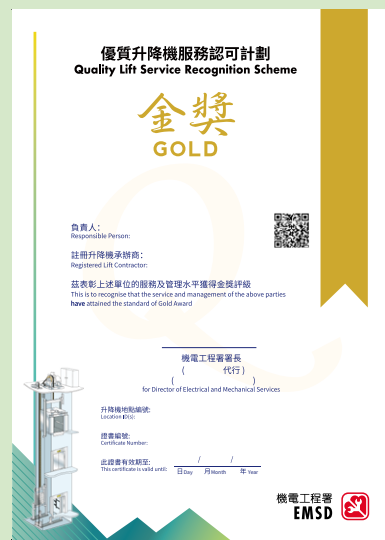 優質升降機服務認可計劃
Quality Lift Service Recognition Scheme
金獎
GOLD
負責人：
Responsible Person:
註冊升降機承辦商：
Registered Lift Contractor:
茲表彰上述單位的服務及管理水平獲得金獎評級
This is to recognise that the service and management of the above parties
have attained the standard of Gold Award
機電工程署署長
( 代行 )
( )
for Director of Electrical and Mechanical Services
升降機地點編號:
Location ID(s):
證書編號:
Certificate Number:
此證書有效期至:
This certificate is valid until:
/ /
日Day 月Month 年 Year
機電工程署
EMSD